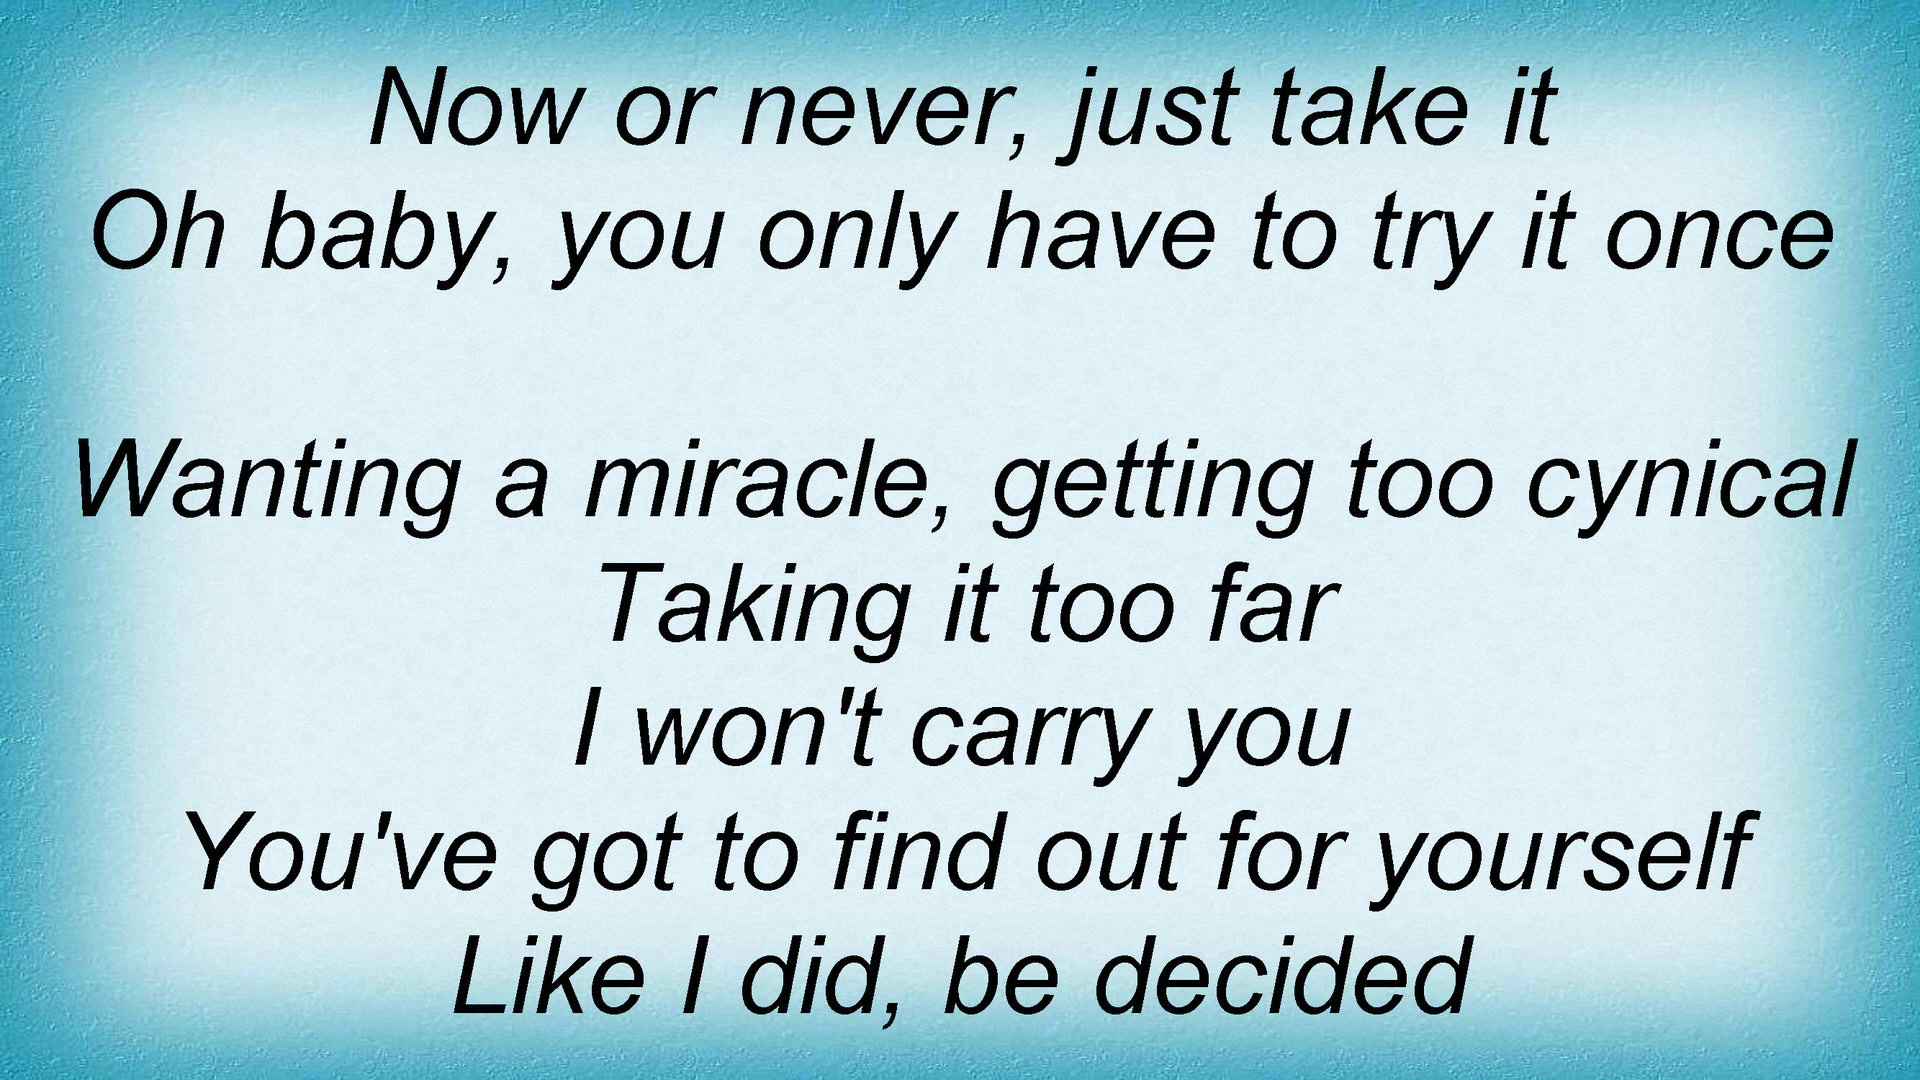 Now or never, just take it
Oh baby, you only have to try it once
Wanting a miracle, getting too cynical
Taking it too far
I won't carry you
You've got to find out for yourself
Like I did, be decided